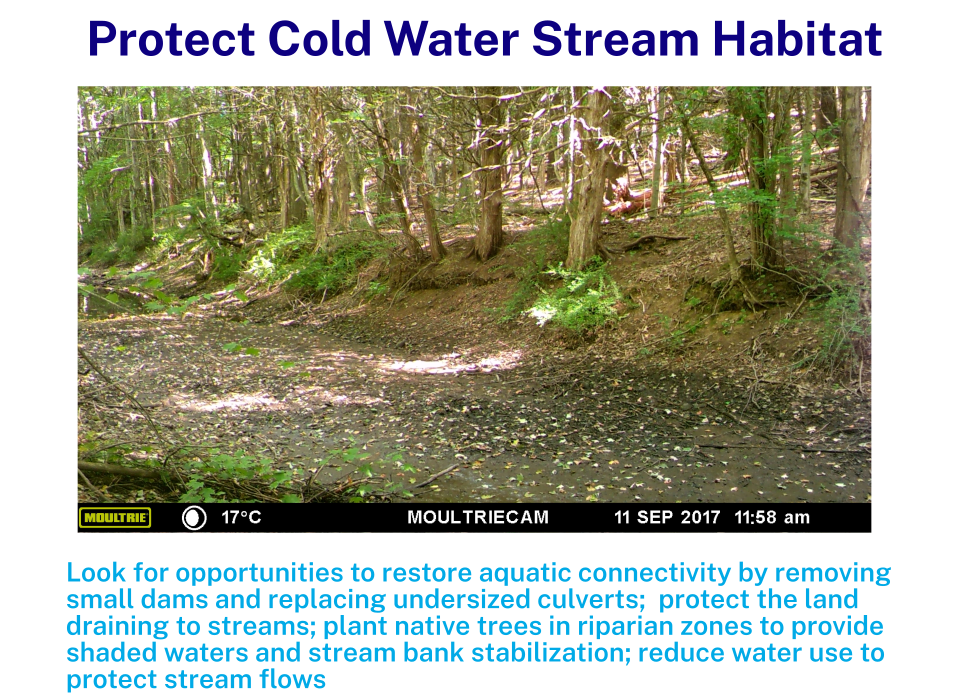 Protect Cold Water Stream Habitat
MOULTRIE 17°C MOULTRIECAM 11 SEP 2017 11:58 am
Look for opportunities to restore aquatic connectivity by removing
small dams and replacing undersized culverts;  protect the land
draining to streams; plant native trees in riparian zones to provide
shaded waters and stream bank stabilization; reduce water use to
protect stream flows